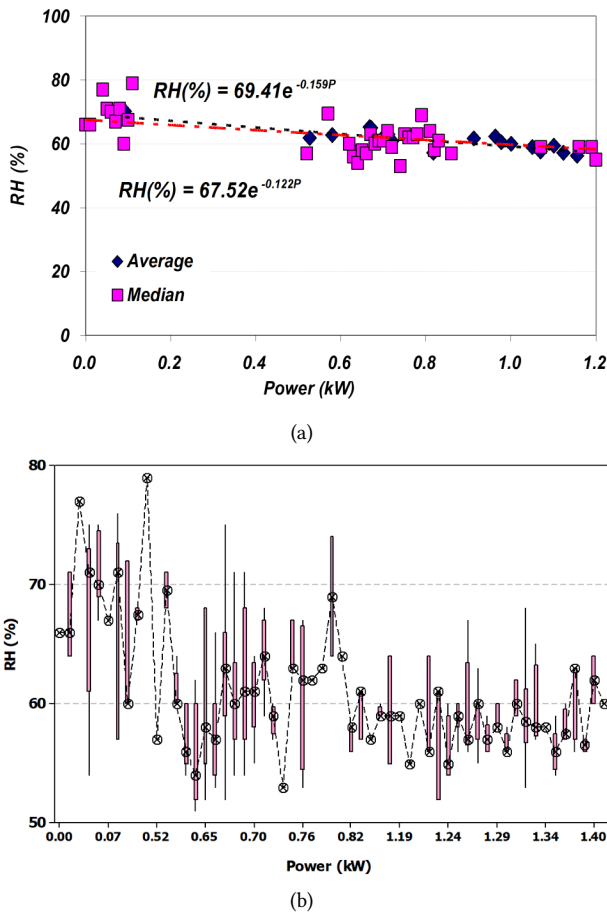 100
80
60
40
20
0
RH (%)
RH(%) = 69.41e^-0.159P
RH(%) = 67.52e^-0.122P
Average
Median
0.0 0.2 0.4 0.6 0.8 1.0 1.2
Power (kW)
(a)
80
70
60
50
RH (%)
0.00 0.07 0.52 0.65 0.70 0.76 0.82 1.19 1.24 1.29 1.34 1.40
Power (kW)
(b)